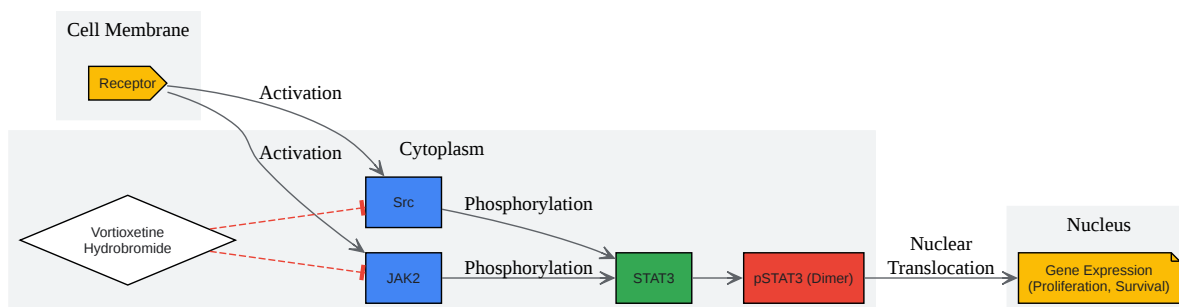 Cell Membrane
Receptor
Activation
Activation
Cytoplasm
Src
Phosphorylation
Vortioxetine
Hydrobromide
JAK2
Phosphorylation
STAT3
pSTAT3 (Dimer)
Nuclear
Translocation
Nucleus
Gene Expression
(Proliferation, Survival)